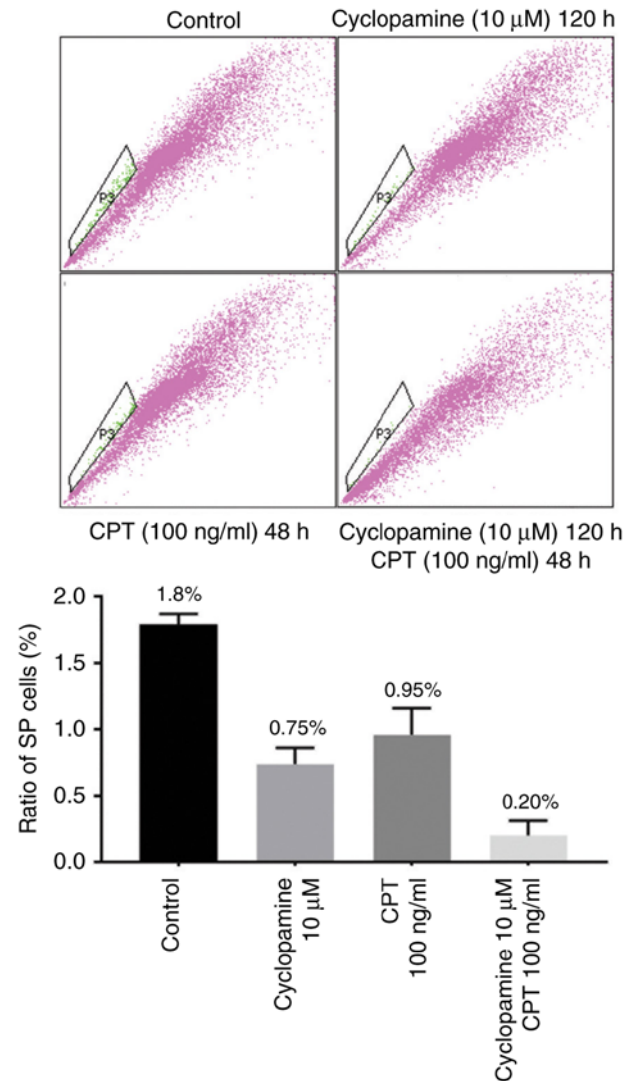 Control
Cyclopamine (10 μM) 120 h
P3
P3
P3
P3
CPT (100 ng/ml) 48 h
Cyclopamine (10 μM) 120 h
CPT (100 ng/ml) 48 h
Ratio of SP cells (%)
2.0
1.5
1.0
0.5
0.0
1.8%
0.75%
0.95%
0.20%
Control
Cyclopamine
10 μM
CPT
100 ng/ml
Cyclopamine 10 μM
CPT 100 ng/ml